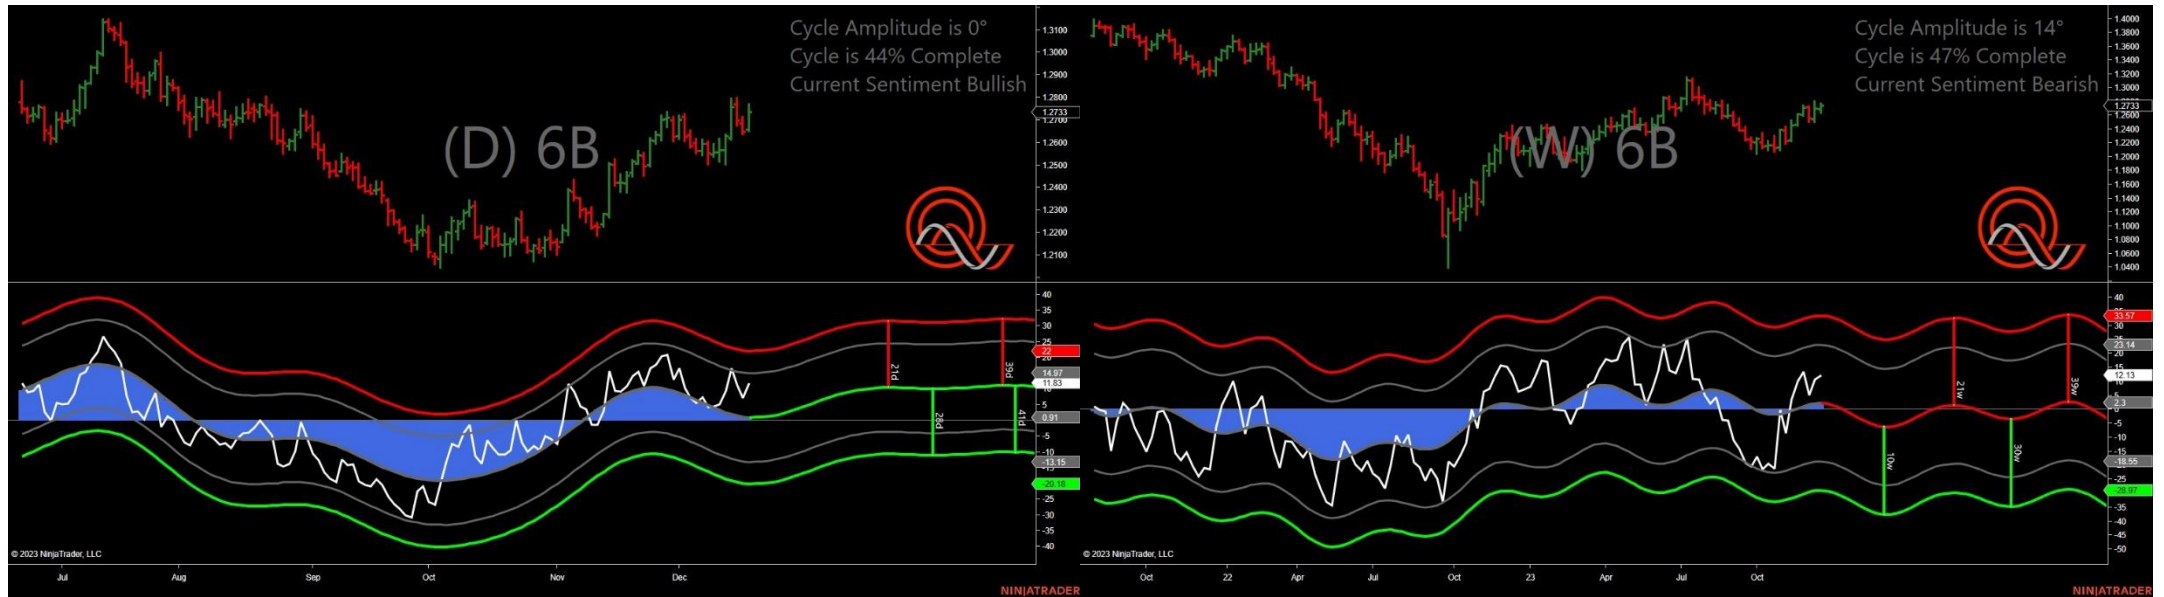 Cycle Amplitude is 0°
Cycle is 44% Complete
Current Sentiment Bullish
(D) 6B
1.3100
1.3000
1.2900
1.2800
1.2733
1.2700
1.2600
1.2500
1.2400
1.2300
1.2200
1.2100
40
35
30
25
22
20
14.97
11.83
5
0.91
-5
-10
-13.15
-20.18
-25
-30
-35
-40
21d
39d
28d
41d
© 2023 NinjaTrader, LLC
Jul
Aug
Sep
Oct
Nov
Dec
NINJATRADER
Cycle Amplitude is 14°
Cycle is 47% Complete
Current Sentiment Bearish
(W) 6B
1.4000
1.3800
1.3600
1.3400
1.3200
1.3000
1.2733
1.2600
1.2400
1.2200
1.2000
1.1800
1.1600
1.1400
1.1200
1.1000
1.0800
1.0600
1.0400
40
33.57
30
23.14
20
15
12.13
5
2.3
-5
-10
-15
-18.55
-25
-28.97
-35
-40
-45
-50
21w
39w
10w
30w
© 2023 NinjaTrader, LLC
Oct
22
Apr
Jul
Oct
23
Apr
Jul
Oct
NINJATRADER